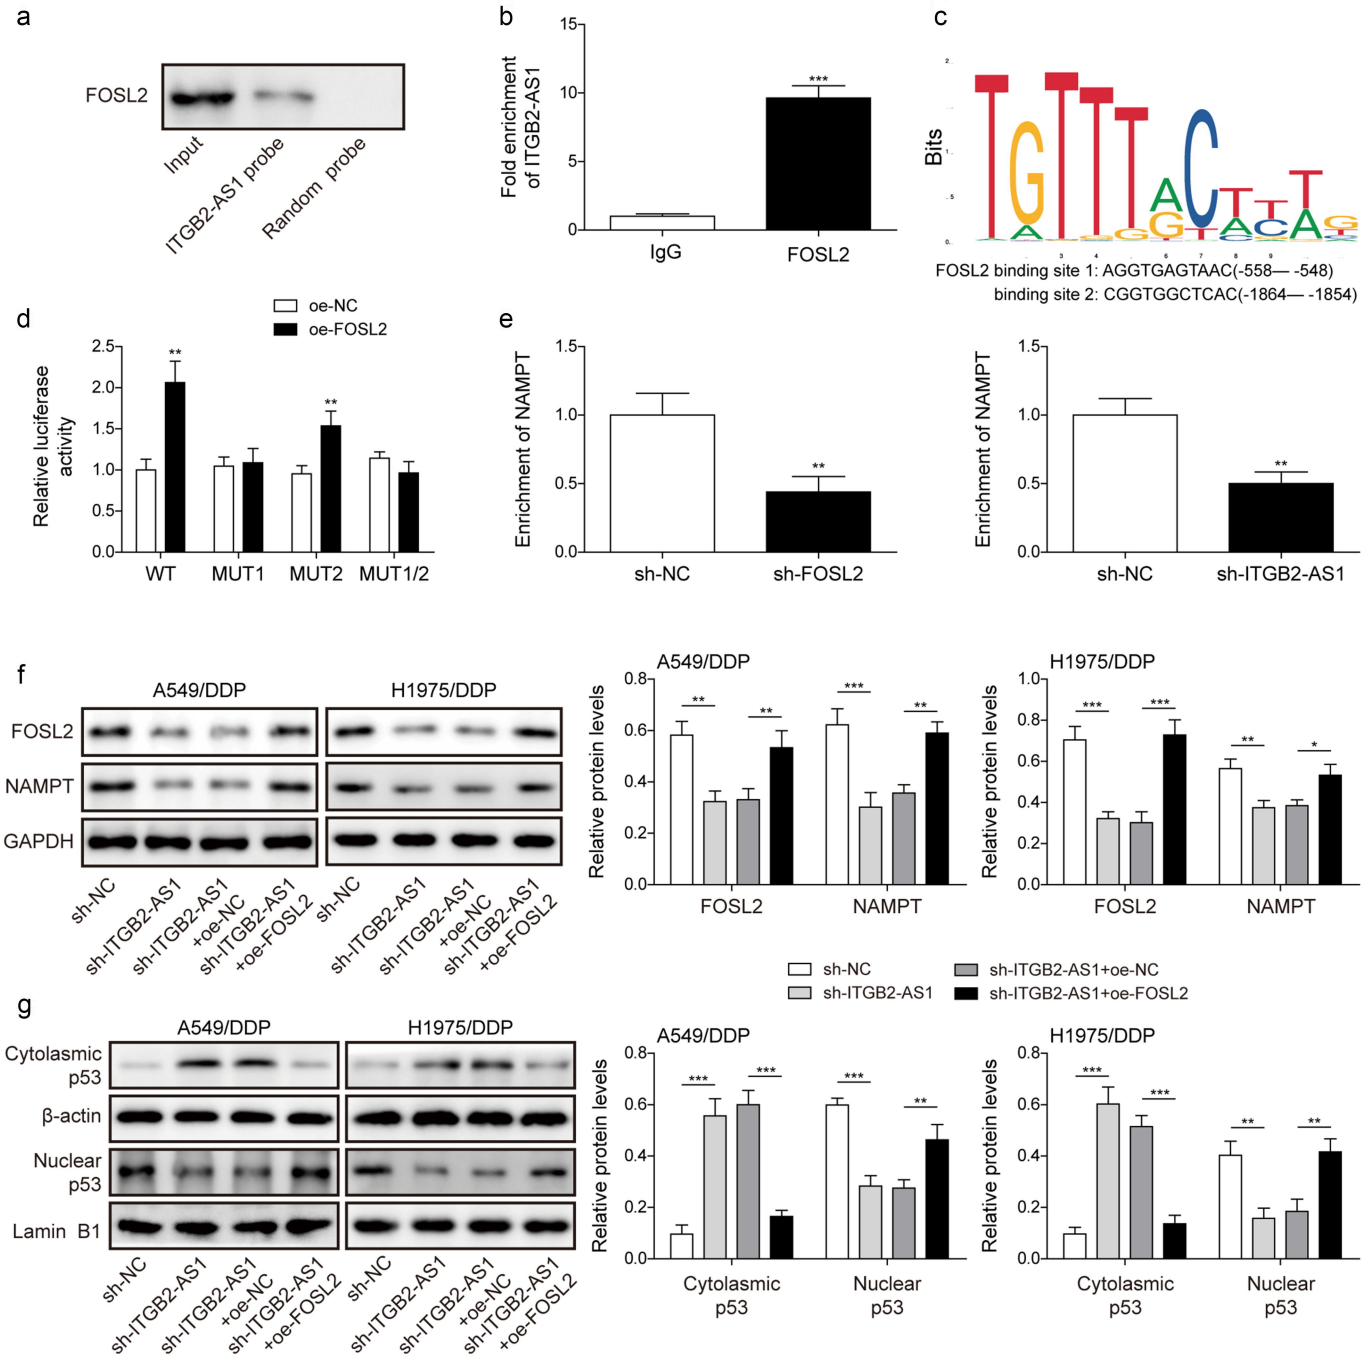 a
FOSL2
Input
ITGB2-AS1 probe
Random probe
b
Fold enrichment
of ITGB2-AS1
15
10
5
0
***
IgG
FOSL2
c
Bits
2
1
.5
0
TGTTTACTTTG
AGATCAAT
3 4 6 7 8 9
FOSL2 binding site 1: AGGTGAGTAAC(-558— -548)
binding site 2: CGGTGGCTCAC(-1864— -1854)
d
oe-NC
oe-FOSL2
Relative luciferase
activity
2.5
2.0
1.5
1.0
0.5
0.0
**
**
WT MUT1 MUT2 MUT1/2
e
Enrichment of NAMPT
1.5
1.0
0.5
0.0
**
sh-NC sh-FOSL2
Enrichment of NAMPT
1.5
1.0
0.5
0.0
**
sh-NC sh-ITGB2-AS1
f
A549/DDP H1975/DDP
FOSL2
NAMPT
GAPDH
sh-NC
sh-ITGB2-AS1
sh-ITGB2-AS1
+oe-NC
sh-ITGB2-AS1
+oe-FOSL2
sh-NC
sh-ITGB2-AS1
sh-ITGB2-AS1
+oe-NC
sh-ITGB2-AS1
+oe-FOSL2
A549/DDP
Relative protein levels
0.8
0.6
0.4
0.2
0.0
** ** *** **
FOSL2 NAMPT
H1975/DDP
Relative protein levels
1.0
0.8
0.6
0.4
0.2
0.0
*** *** ** *
FOSL2 NAMPT
sh-NC
sh-ITGB2-AS1
sh-ITGB2-AS1+oe-NC
sh-ITGB2-AS1+oe-FOSL2
g
A549/DDP H1975/DDP
Cytolasmic
p53
β-actin
Nuclear
p53
Lamin B1
sh-NC
sh-ITGB2-AS1
sh-ITGB2-AS1
+oe-NC
sh-ITGB2-AS1
+oe-FOSL2
sh-NC
sh-ITGB2-AS1
sh-ITGB2-AS1
+oe-NC
sh-ITGB2-AS1
+oe-FOSL2
A549/DDP
Relative protein levels
0.8
0.6
0.4
0.2
0.0
*** *** *** **
Cytolasmic
p53
Nuclear
p53
H1975/DDP
Relative protein levels
0.8
0.6
0.4
0.2
0.0
*** *** ** **
Cytolasmic
p53
Nuclear
p53